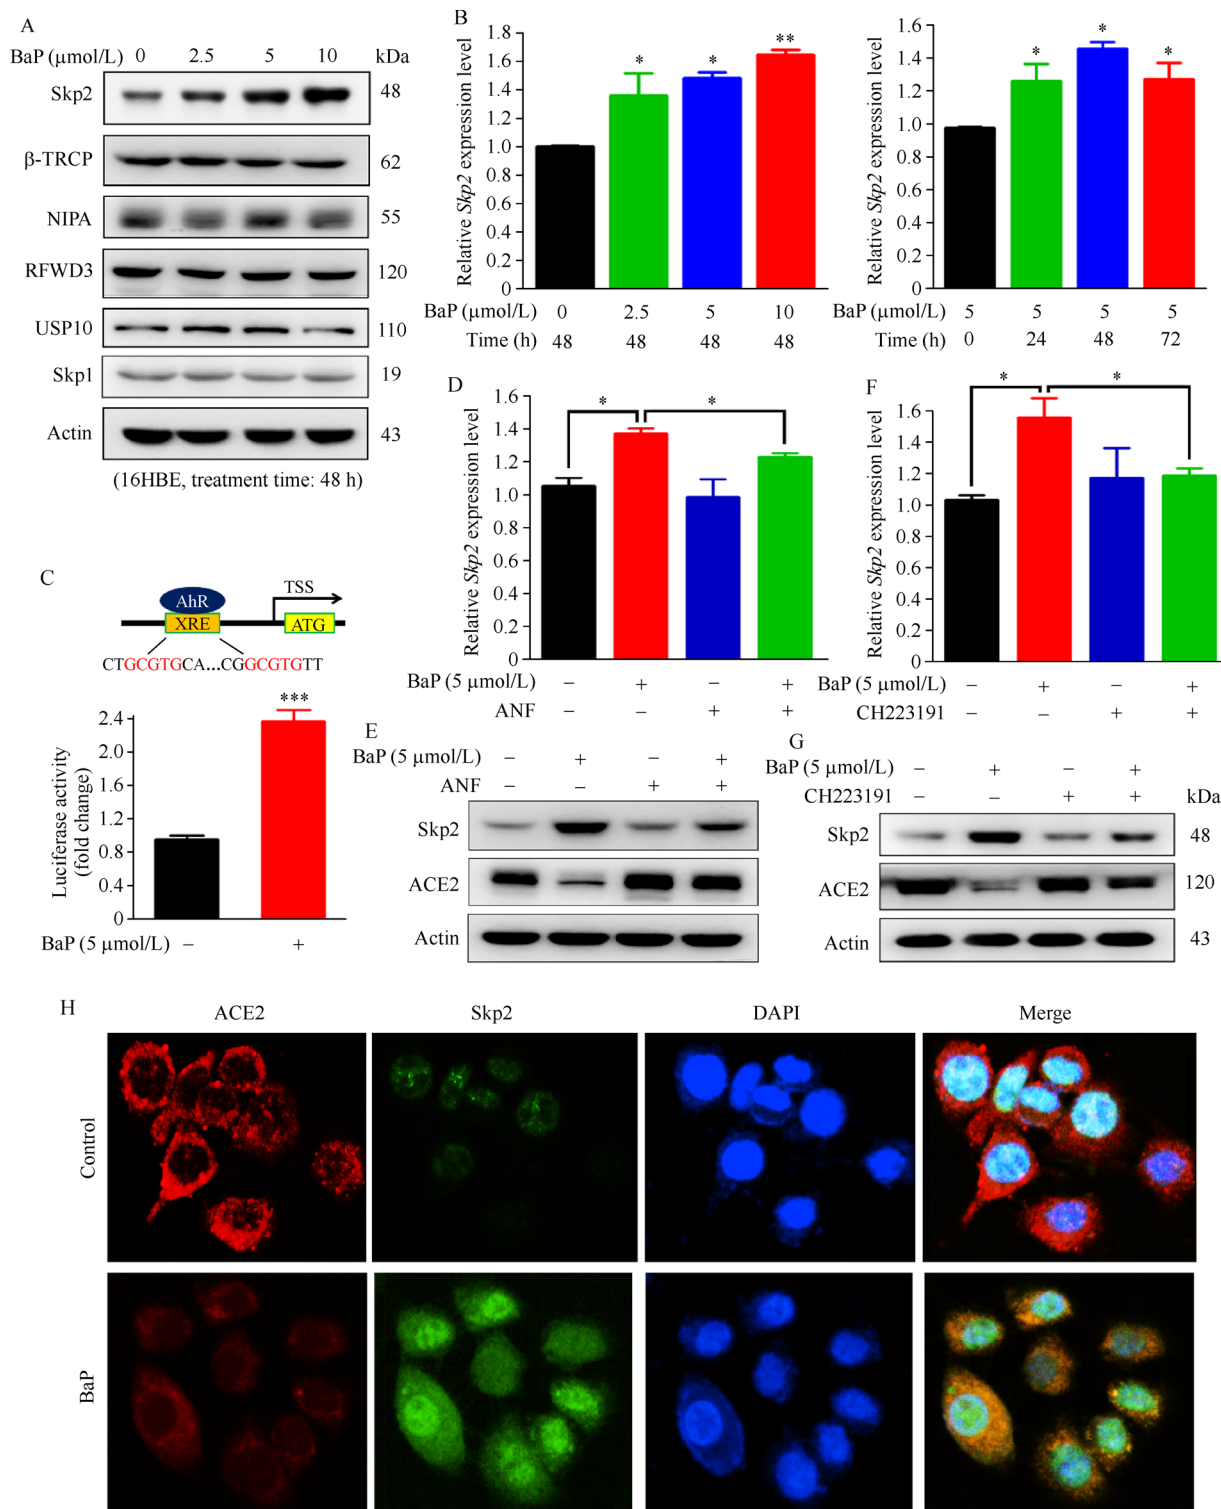 A
BaP (μmol/L) 0 2.5 5 10 kDa
Skp2 48
β-TRCP 62
NIPA 55
RFWD3 120
USP10 110
Skp1 19
Actin 43
(16HBE, treatment time: 48 h)
B
Relative Skp2 expression level
1.8
1.6
1.4
1.2
1.0
0.8
0.6
0.4
0.2
0
* * **
BaP (μmol/L) 0 2.5 5 10
Time (h) 48 48 48 48
Relative Skp2 expression level
1.6
1.4
1.2
1.0
0.8
0.6
0.4
0.2
0
* * *
BaP (μmol/L) 5 5 5 5
Time (h) 0 24 48 72
C
AhR
XRE
TSS
ATG
CTGCGTGCA...CGGCGTGTT
Luciferase activity
(fold change)
2.4
2.0
1.6
1.2
0.8
0.4
0
***
BaP (5 μmol/L) – +
D
Relative Skp2 expression level
1.6
1.4
1.2
1.0
0.8
0.6
0.4
0.2
0
* *
BaP (5 μmol/L) – + – +
ANF – – + +
F
Relative Skp2 expression level
1.6
1.4
1.2
1.0
0.8
0.6
0.4
0.2
0
* *
BaP (5 μmol/L) – + – +
CH223191 – – + +
E
BaP (5 μmol/L) – + – +
ANF – – + +
Skp2
ACE2
Actin
G
BaP (5 μmol/L) – + – +
CH223191 – – + + kDa
Skp2 48
ACE2 120
Actin 43
H
ACE2 Skp2 DAPI Merge
Control
BaP